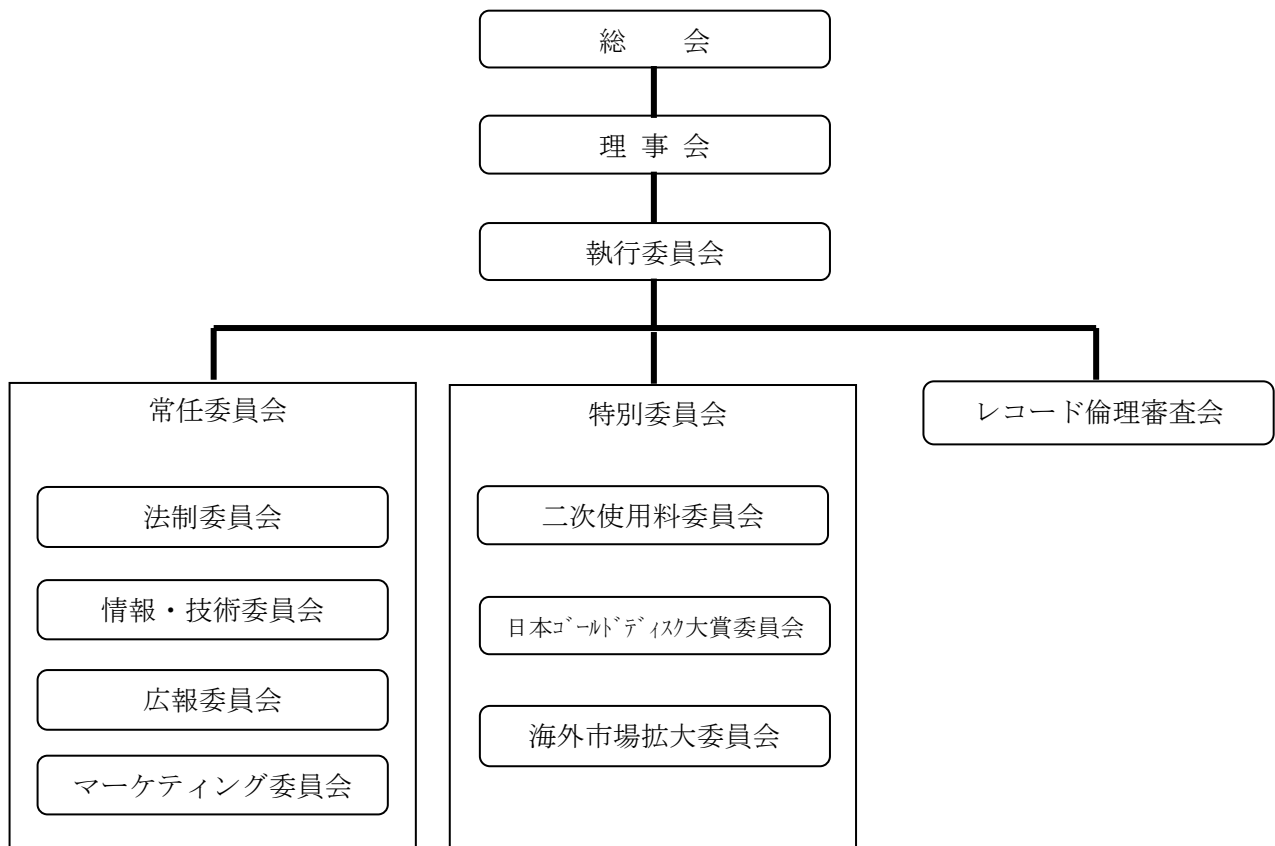 総　　会
理 事 会
執行委員会
常任委員会
法制委員会
情報・技術委員会
広報委員会
マーケティング委員会
特別委員会
二次使用料委員会
日本ｺﾞｰﾙﾄﾞﾃﾞｨｽｸ大賞委員会
海外市場拡大委員会
レコード倫理審査会